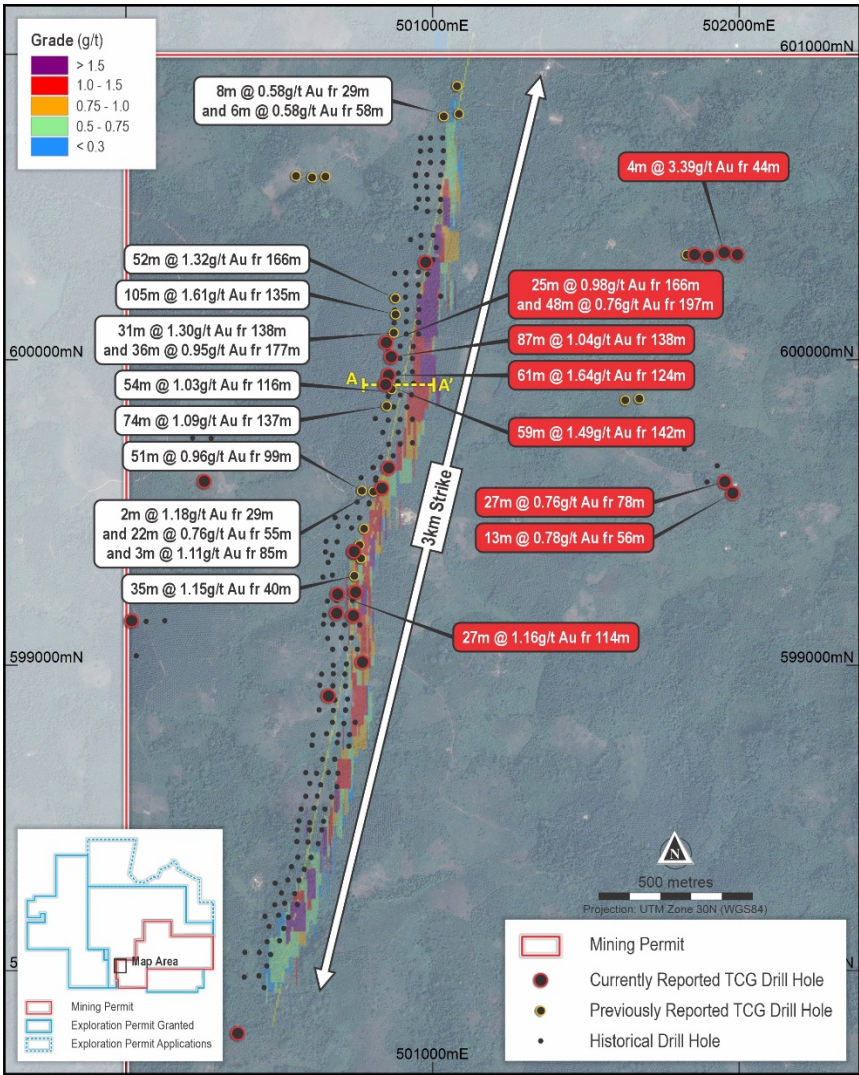 501000mE
502000mE
601000mN
Grade (g/t)
> 1.5
1.0 - 1.5
0.75 - 1.0
0.5 - 0.75
< 0.3
8m @ 0.58g/t Au fr 29m
and 6m @ 0.58g/t Au fr 58m
4m @ 3.39g/t Au fr 44m
52m @ 1.32g/t Au fr 166m
105m @ 1.61g/t Au fr 135m
31m @ 1.30g/t Au fr 138m
and 36m @ 0.95g/t Au fr 177m
54m @ 1.03g/t Au fr 116m
74m @ 1.09g/t Au fr 137m
51m @ 0.96g/t Au fr 99m
2m @ 1.18g/t Au fr 29m
and 22m @ 0.76g/t Au fr 55m
and 3m @ 1.11g/t Au fr 85m
35m @ 1.15g/t Au fr 40m
25m @ 0.98g/t Au fr 166m
and 48m @ 0.76g/t Au fr 197m
87m @ 1.04g/t Au fr 138m
61m @ 1.64g/t Au fr 124m
59m @ 1.49g/t Au fr 142m
27m @ 0.76g/t Au fr 78m
13m @ 0.78g/t Au fr 56m
27m @ 1.16g/t Au fr 114m
A
A'
3km Strike
600000mN
600000mN
599000mN
599000mN
N
500 metres
Projection: UTM Zone 30N (WGS84)
Map Area
Mining Permit
Exploration Permit Granted
Exploration Permit Applications
Mining Permit
Currently Reported TCG Drill Hole
Previously Reported TCG Drill Hole
Historical Drill Hole
501000mE